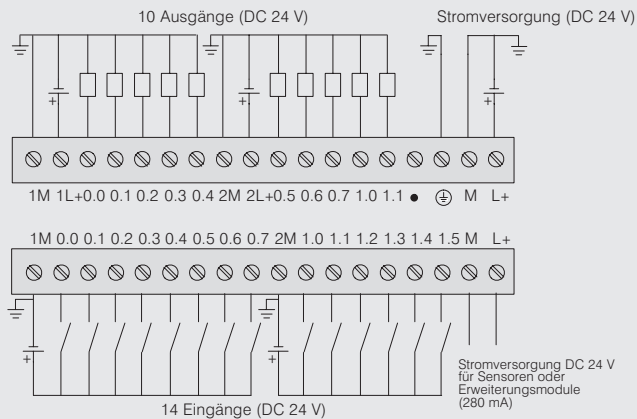 10 Ausgänge (DC 24 V) Stromversorgung (DC 24 V)
+ + +
1M 1L+ 0.0 0.1 0.2 0.3 0.4 2M 2L+ 0.5 0.6 0.7 1.0 1.1 ● M L+
1M 0.0 0.1 0.2 0.3 0.4 0.5 0.6 0.7 2M 1.0 1.1 1.2 1.3 1.4 1.5 M L+
+ +
Stromversorgung DC 24 V
für Sensoren oder
Erweiterungsmodule
(280 mA)
14 Eingänge (DC 24 V)